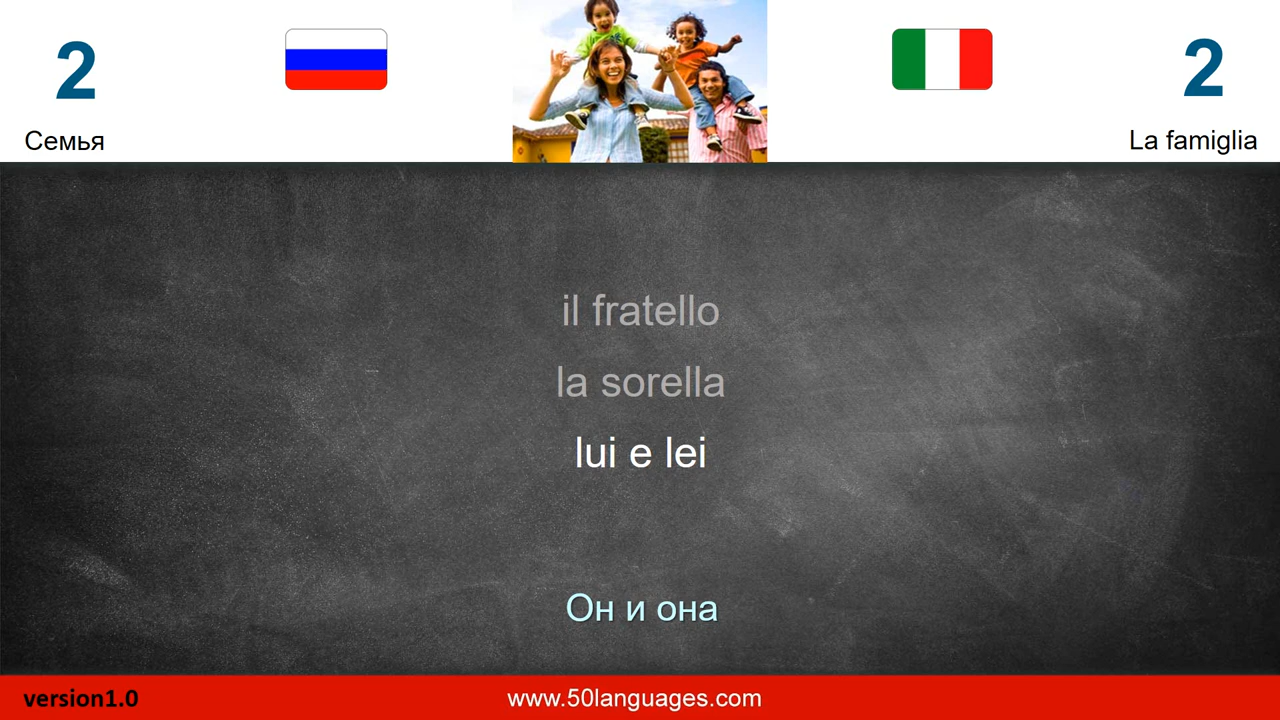 2
2
Семья
La famiglia
il fratello
la sorella
lui e lei
Он и она
version1.0
www.50languages.com